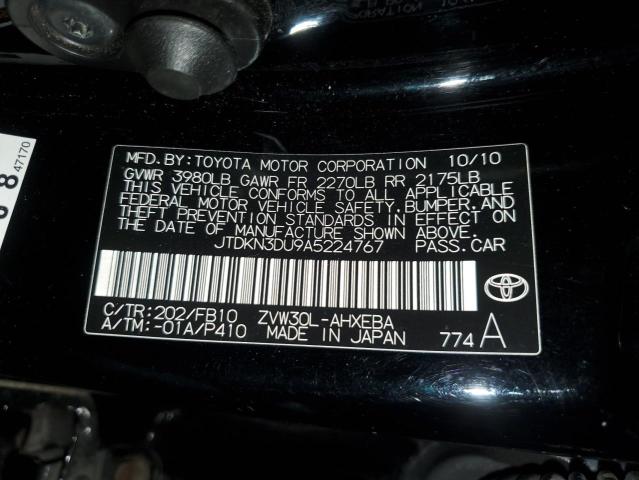 MFD. BY: TOYOTA MOTOR CORPORATION 10/10
GVWR 3980LB GAWR FR 2270LB RR 2175LB
THIS VEHICLE CONFORMS TO ALL APPLICABLE
FEDERAL MOTOR VEHICLE SAFETY, BUMPER, AND
THEFT PREVENTION STANDARDS IN EFFECT ON
THE DATE OF MANUFACTURE SHOWN ABOVE.
JTDKN3DU9A5224767 PASS. CAR
C/TR: 202/FB10 ZVW30L-AHXEBA
A/TM: -01A/P410 MADE IN JAPAN 774 A
8 47170